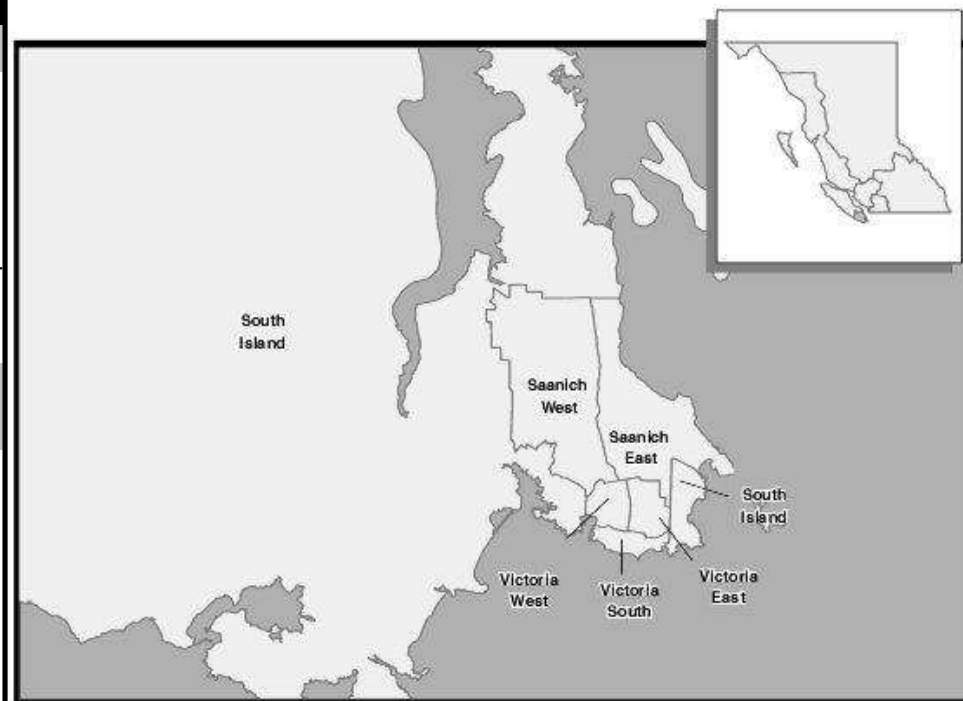 South
Island
Saanich
West
Saanich
East
South
Island
Victoria
West
Victoria
South
Victoria
East